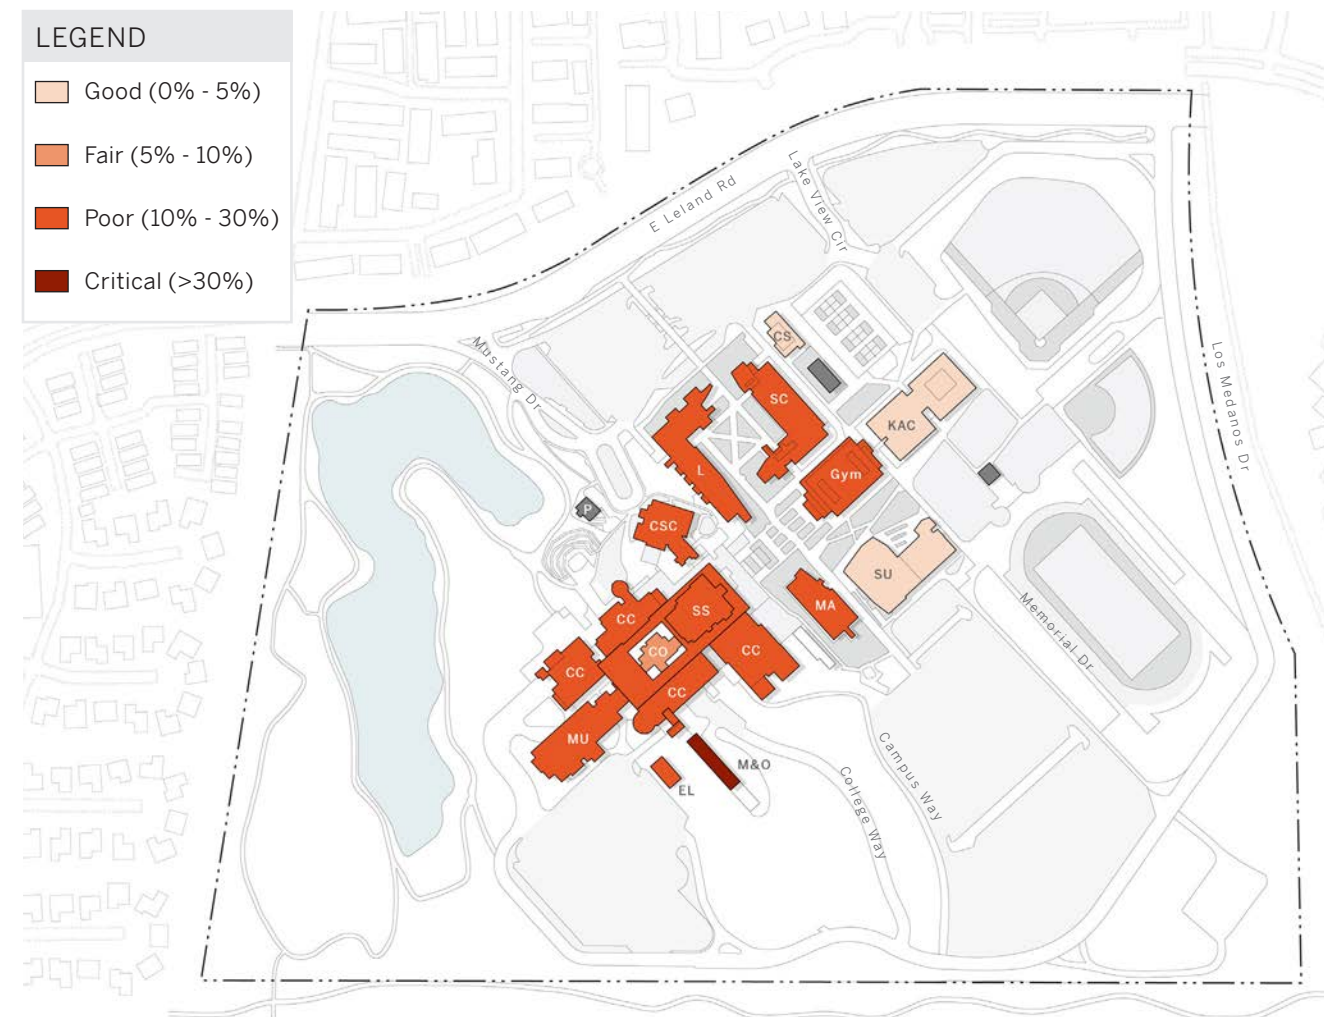 LEGEND
Good (0% - 5%)
Fair (5% - 10%)
Poor (10% - 30%)
Critical (>30%)
E Leland Rd
Lake View Cir
Mustang Dr
Los Medanos Dr
CS
SC
KAC
L
Gym
P
CSC
SU
MA
SS
CC
CO
CC
CC
CC
MU
M&O
EL
Memorial Dr
Campus Way
College Way